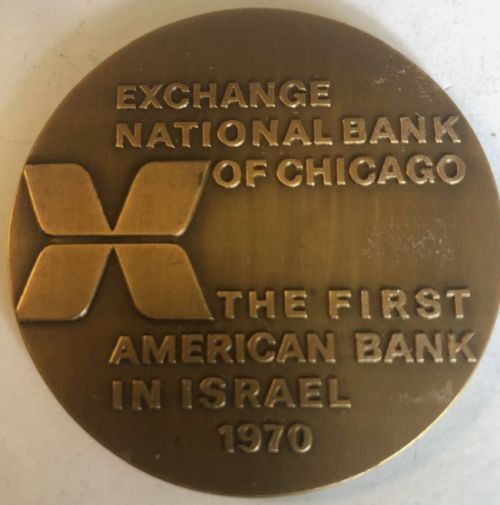 EXCHANGE
NATIONAL BANK
OF CHICAGO
THE FIRST
AMERICAN BANK
IN ISRAEL
1970